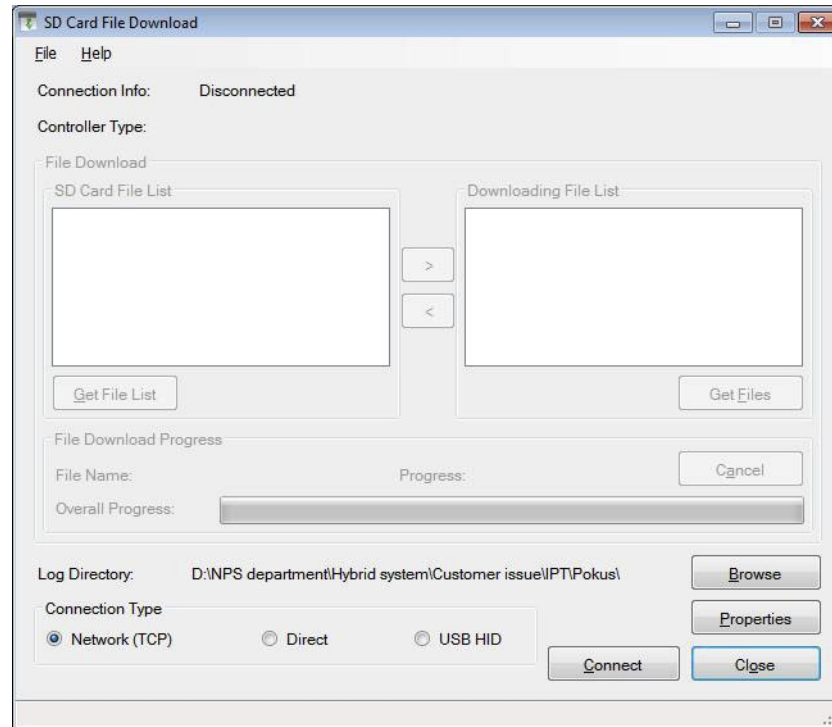 SD Card File Download
File Help
Connection Info: Disconnected
Controller Type:
File Download
SD Card File List
Downloading File List
>
<
Get File List
Get Files
File Download Progress
File Name: Progress: Cancel
Overall Progress:
Log Directory: D:\NPS department\Hybrid system\Customer issue\IPT\Pokus\ Browse
Connection Type
Properties
Network (TCP) Direct USB HID
Connect Close